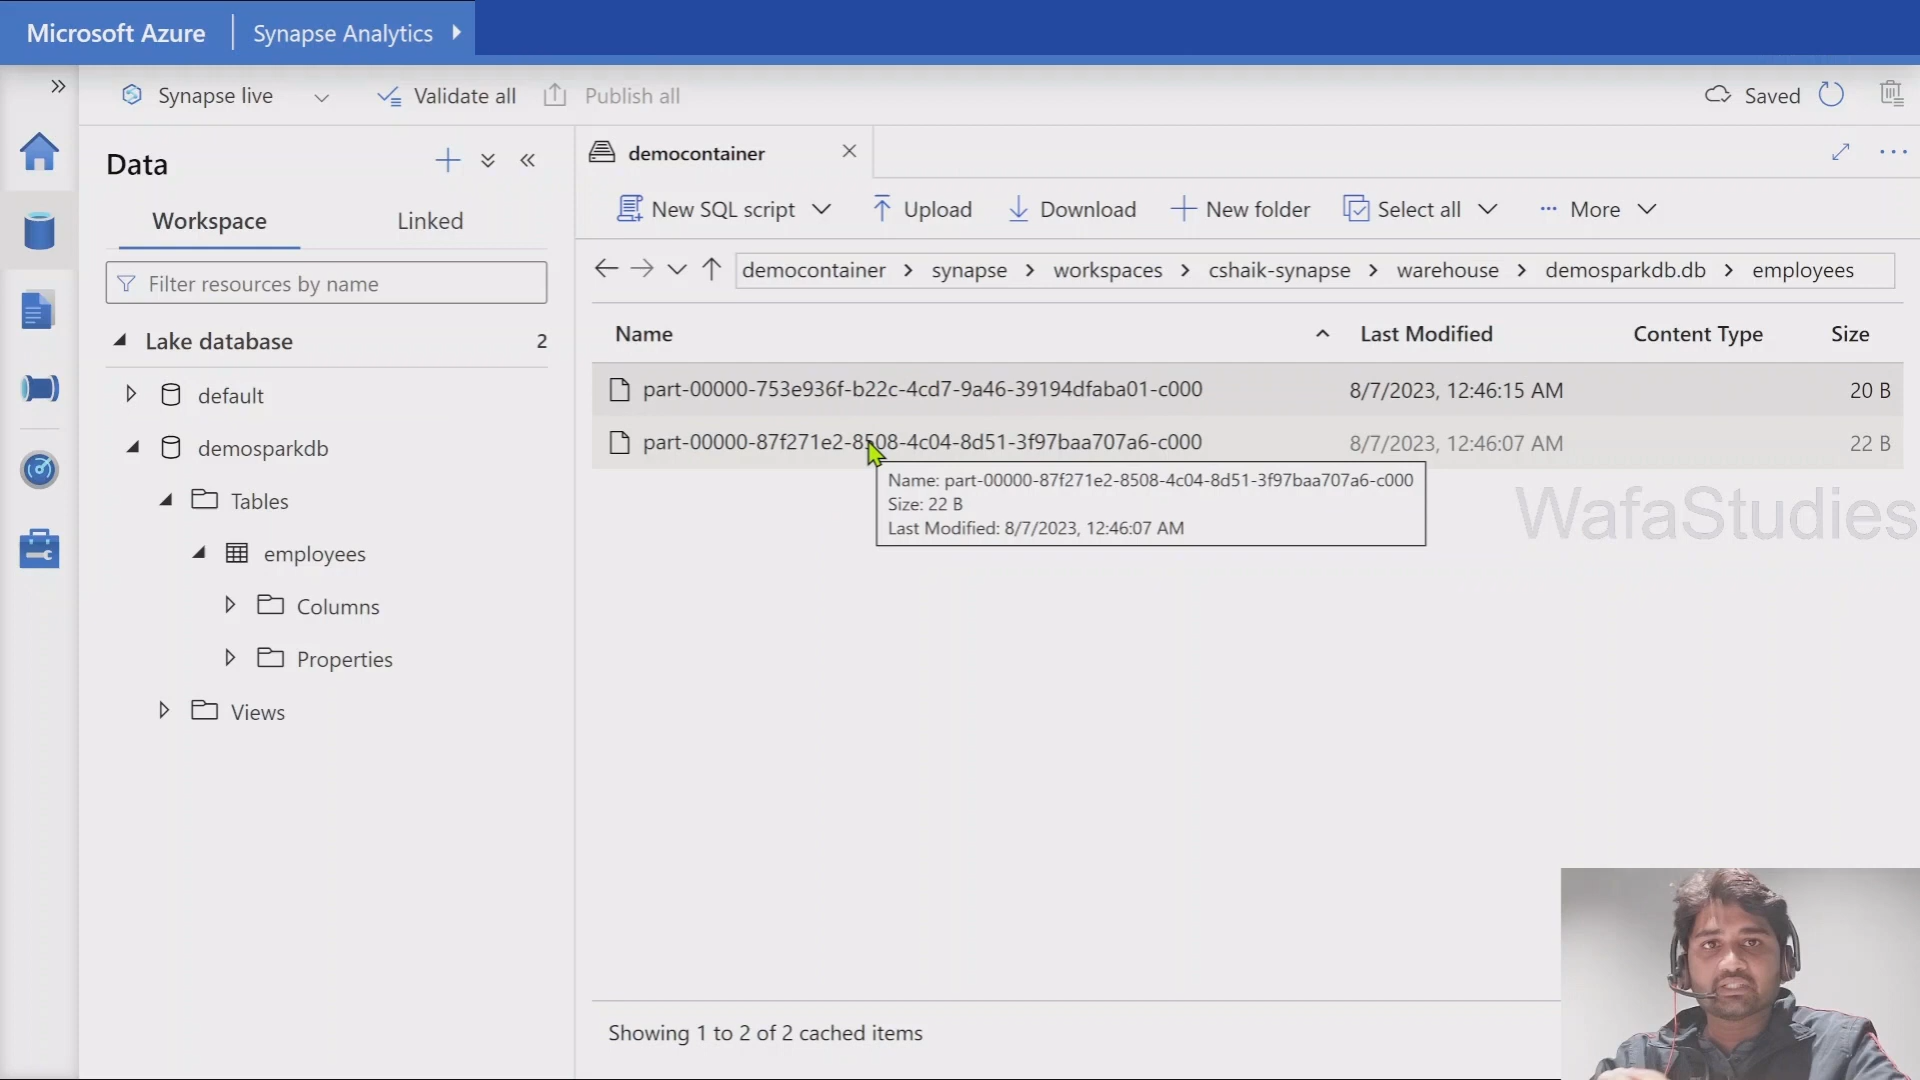 Microsoft Azure Synapse Analytics
Synapse live Validate all Publish all Saved
Data
Workspace Linked
Filter resources by name
Lake database 2
default
demosparkdb
Tables
employees
Columns
Properties
Views
democontainer
New SQL script Upload Download New folder Select all ... More
democontainer > synapse > workspaces > cshaik-synapse > warehouse > demosparkdb.db > employees
Name Last Modified Content Type Size
part-00000-753e936f-b22c-4cd7-9a46-39194dfaba01-c000 8/7/2023, 12:46:15 AM 20 B
part-00000-87f271e2-8508-4c04-8d51-3f97baa707a6-c000 8/7/2023, 12:46:07 AM 22 B
Name: part-00000-87f271e2-8508-4c04-8d51-3f97baa707a6-c000
Size: 22 B
Last Modified: 8/7/2023, 12:46:07 AM
WafaStudies
Showing 1 to 2 of 2 cached items